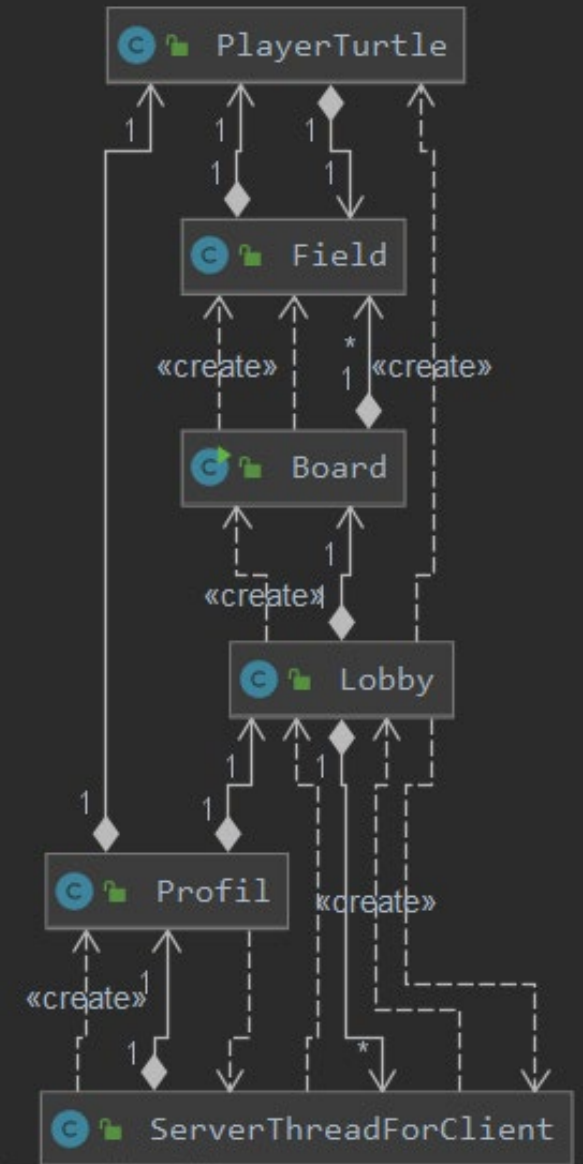 C PlayerTurtle
1 1 1
1 1
C Field
*
«create» 1 «create»
C Board
1
«create» 1
C Lobby
1 1
1 1
C Profil
«create»
1
«create»
1 *
C ServerThreadForClient